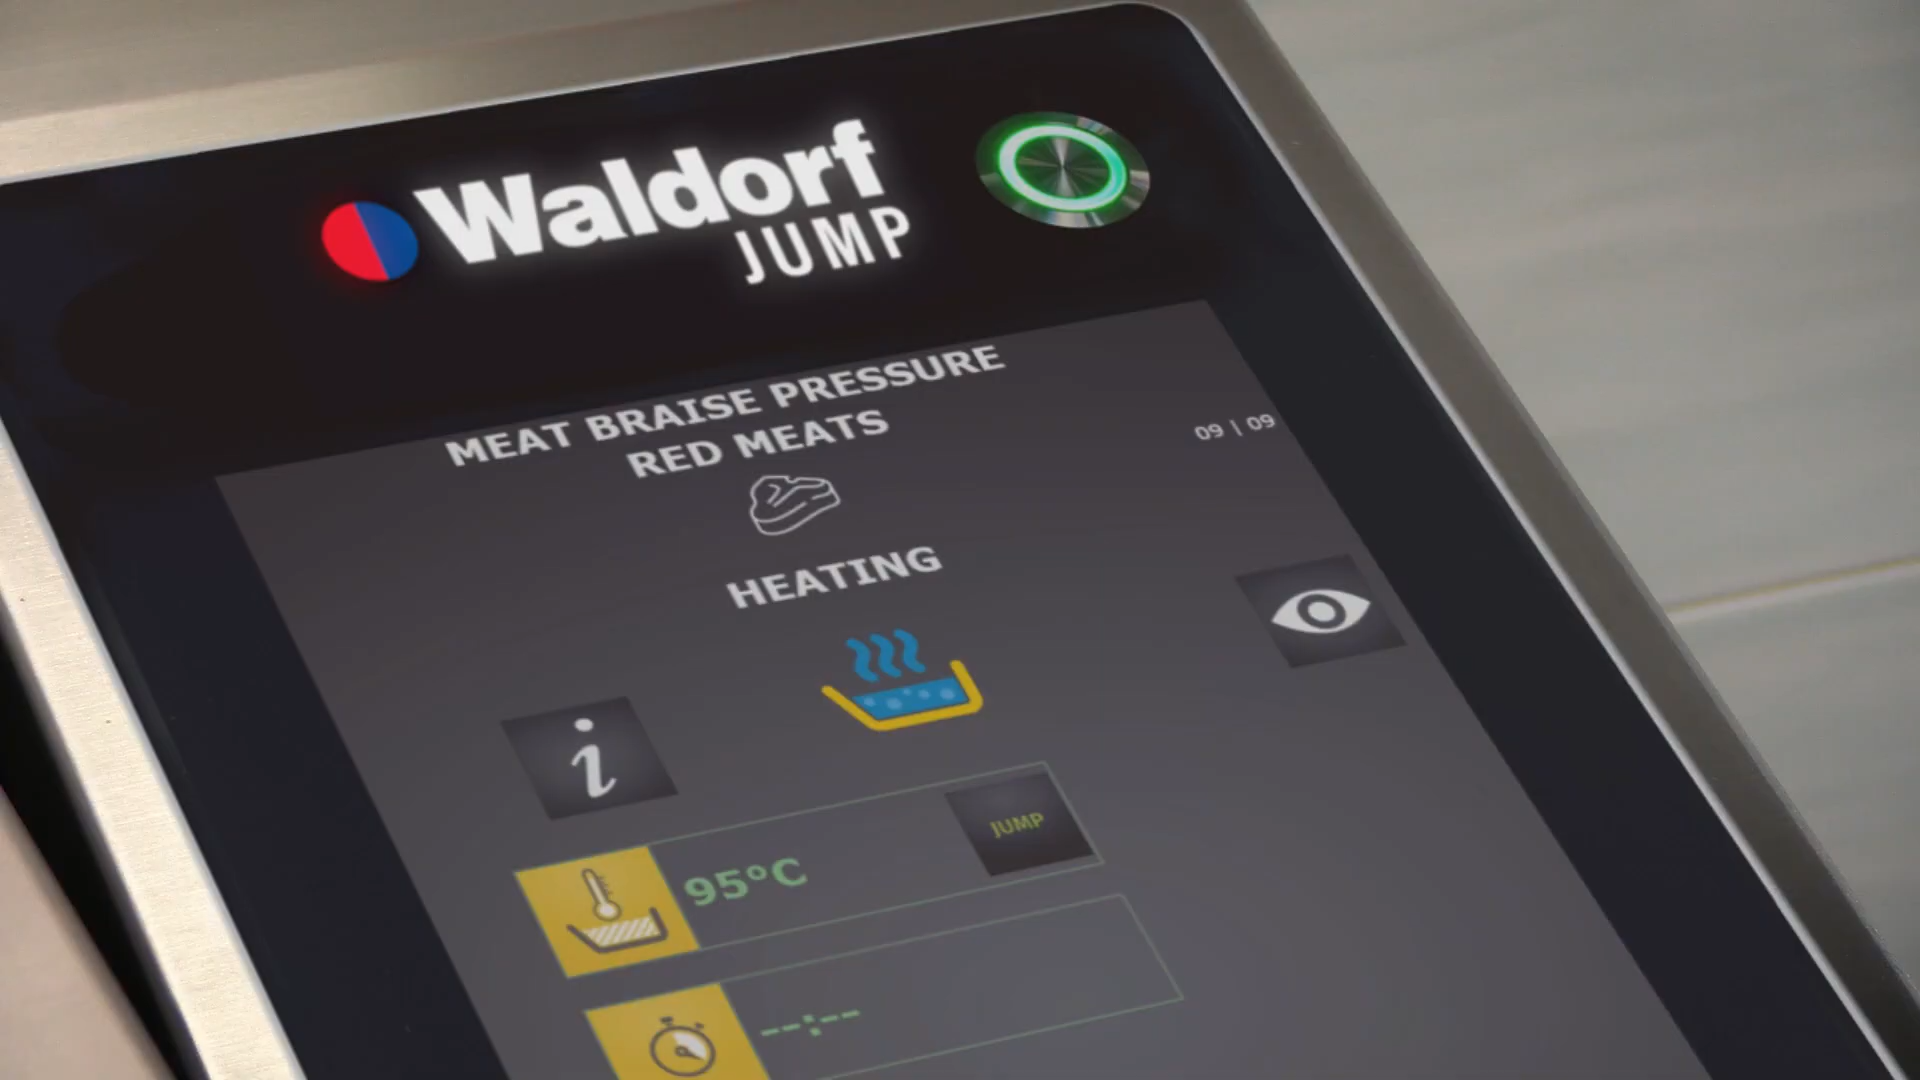 Waldorf
JUMP
MEAT BRAISE PRESSURE
RED MEATS
09 | 09
HEATING
i
95°C
JUMP
--:--